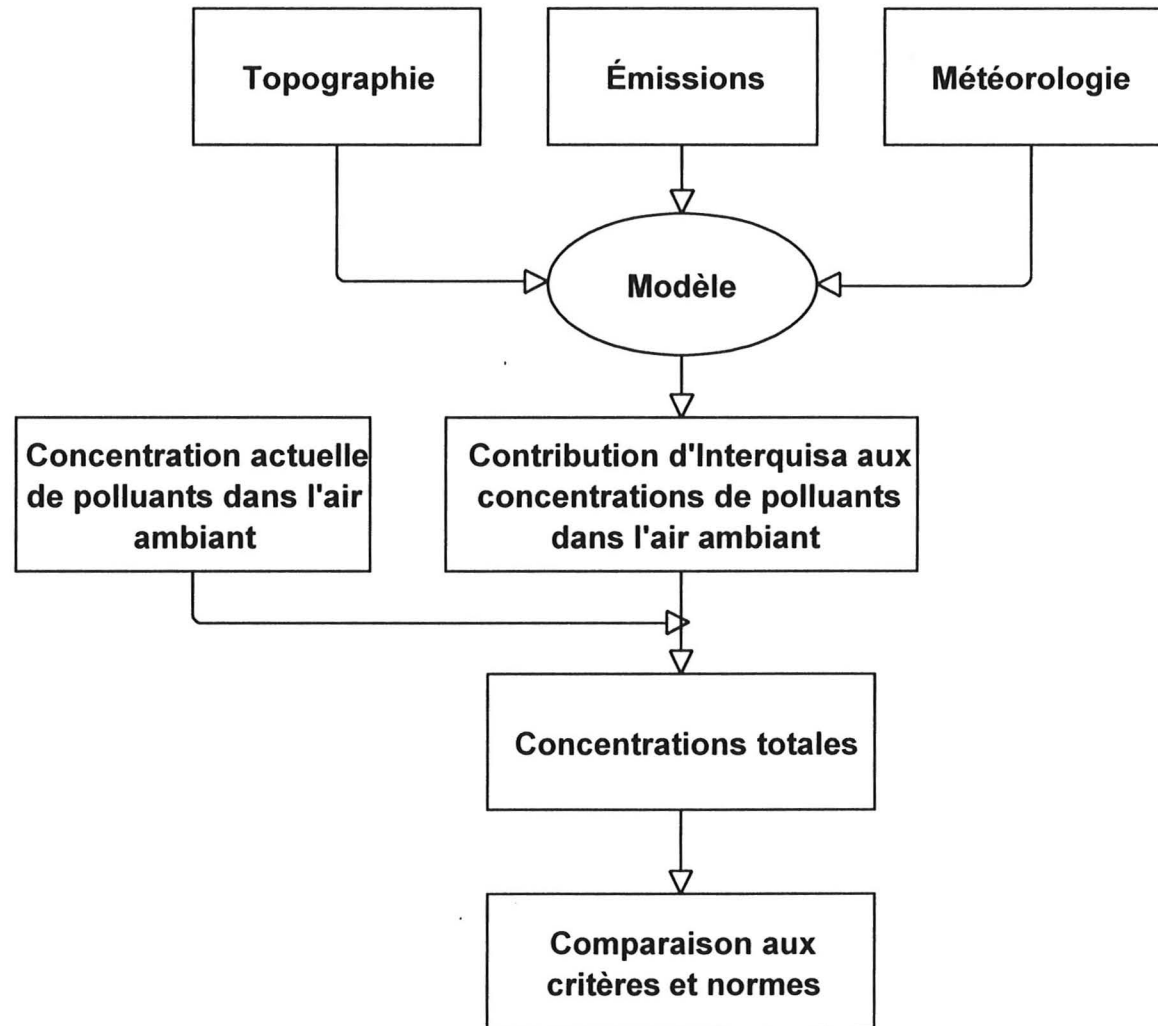 Topographie
Émissions
Météorologie
Modèle
Concentration actuelle
de polluants dans l'air
ambiant
Contribution d'Interquisa aux
concentrations de polluants
dans l'air ambiant
Concentrations totales
Comparaison aux
critères et normes